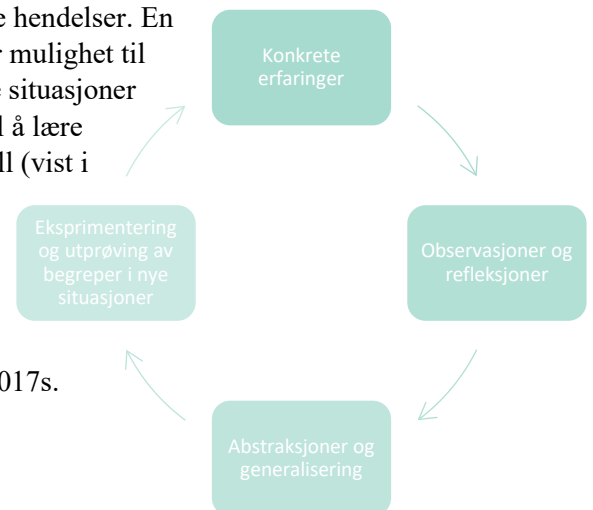 e hendelser. En
r mulighet til
e situasjoner
l å lære
ll (vist i
017s.
Konkrete
erfaringer
Observasjoner og
refleksjoner
Abstraksjoner og
generalisering
Eksprimentering
og utprøving av
begreper i nye
situasjoner